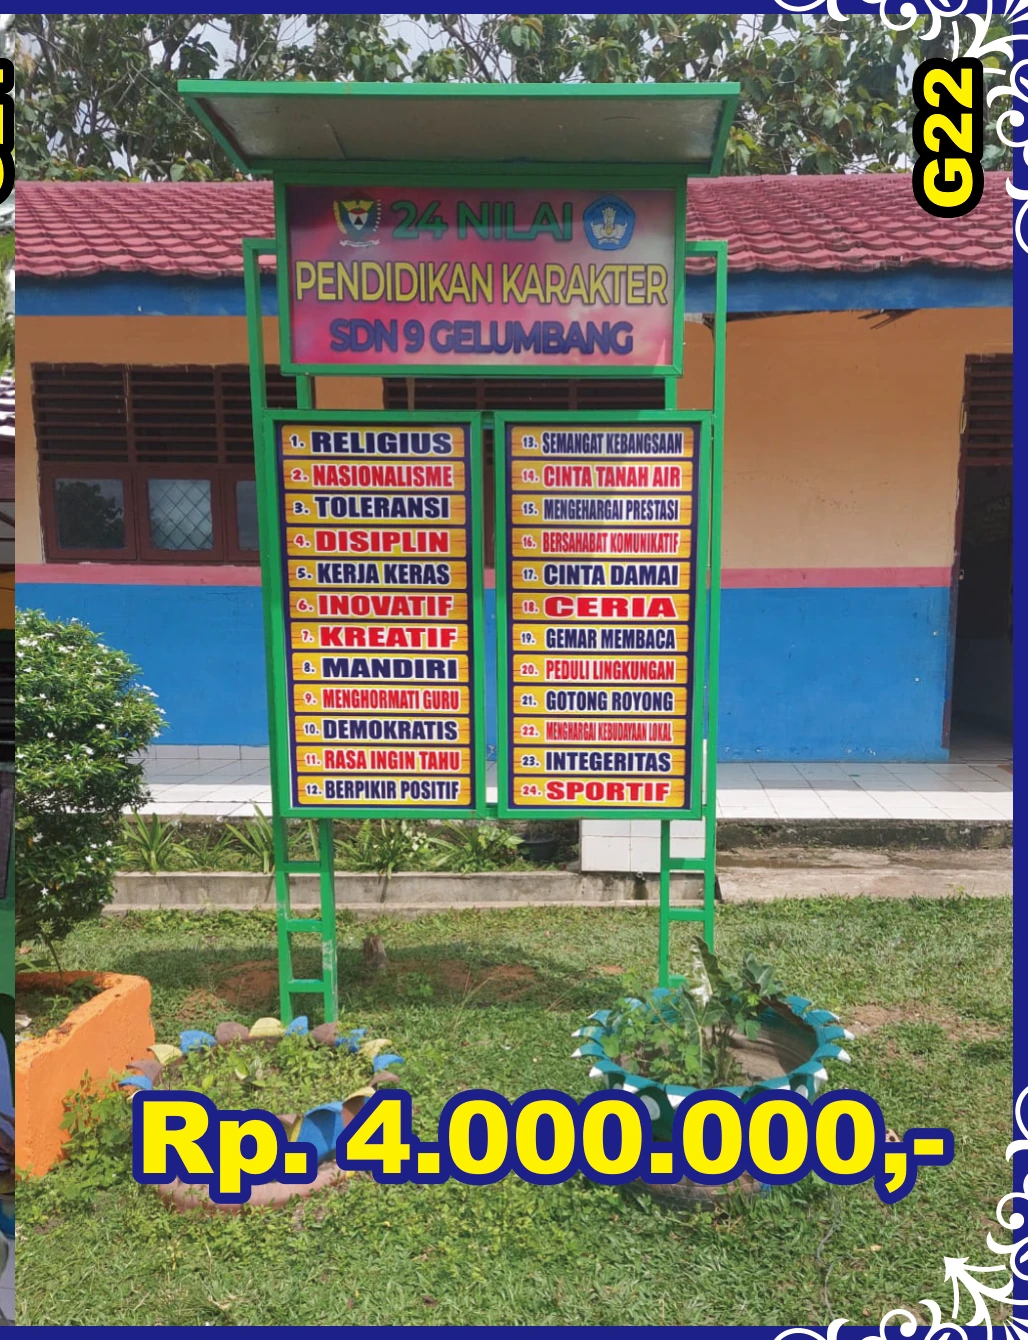 G22
24 NILAI
PENDIDIKAN KARAKTER
SDN 9 GELUMBANG
1. RELIGIUS
2. NASIONALISME
3. TOLERANSI
4. DISIPLIN
5. KERJA KERAS
6. INOVATIF
7. KREATIF
8. MANDIRI
9. MENGHORMATI GURU
10. DEMOKRATIS
11. RASA INGIN TAHU
12. BERPIKIR POSITIF
13. SEMANGAT KEBANGSAAN
14. CINTA TANAH AIR
15. MENGEHARGAI PRESTASI
16. BERSAHABAT KOMUNIKATIF
17. CINTA DAMAI
18. CERIA
19. GEMAR MEMBACA
20. PEDULI LINGKUNGAN
21. GOTONG ROYONG
22. MENGHARGAI KEBUDAYAAN LOKAL
23. INTEGERITAS
24. SPORTIF
Rp. 4.000.000,-